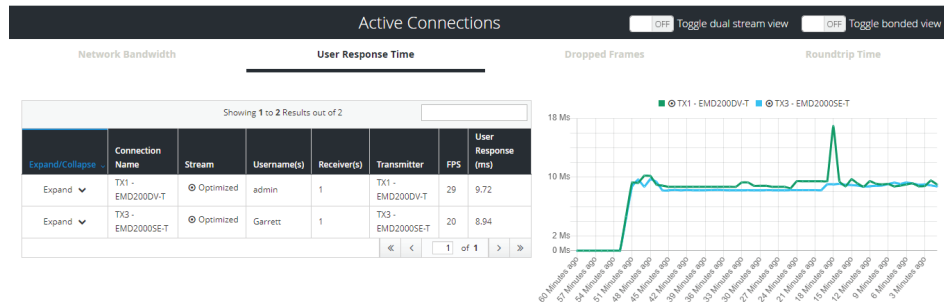 Active Connections
OFF Toggle dual stream view
OFF Toggle bonded view
Network Bandwidth
User Response Time
Dropped Frames
Roundtrip Time
Showing 1 to 2 Results out of 2
Expand/Collapse
Connection
Name
Stream
Username(s)
Receiver(s)
Transmitter
FPS
User
Response
(ms)
Expand
TX1 -
EMD200DV-T
Optimized
admin
1
TX1 -
EMD200DV-T
29
9.72
Expand
TX3 -
EMD2000SE-T
Optimized
Garrett
1
TX3 -
EMD2000SE-T
20
8.94
« < 1 of 1 > »
TX1 - EMD200DV-T
TX3 - EMD2000SE-T
18 Ms
10 Ms
2 Ms
0 Ms
60 Minutes ago
57 Minutes ago
54 Minutes ago
51 Minutes ago
48 Minutes ago
45 Minutes ago
42 Minutes ago
39 Minutes ago
36 Minutes ago
33 Minutes ago
30 Minutes ago
27 Minutes ago
24 Minutes ago
21 Minutes ago
18 Minutes ago
15 Minutes ago
12 Minutes ago
9 Minutes ago
6 Minutes ago
3 Minutes ago